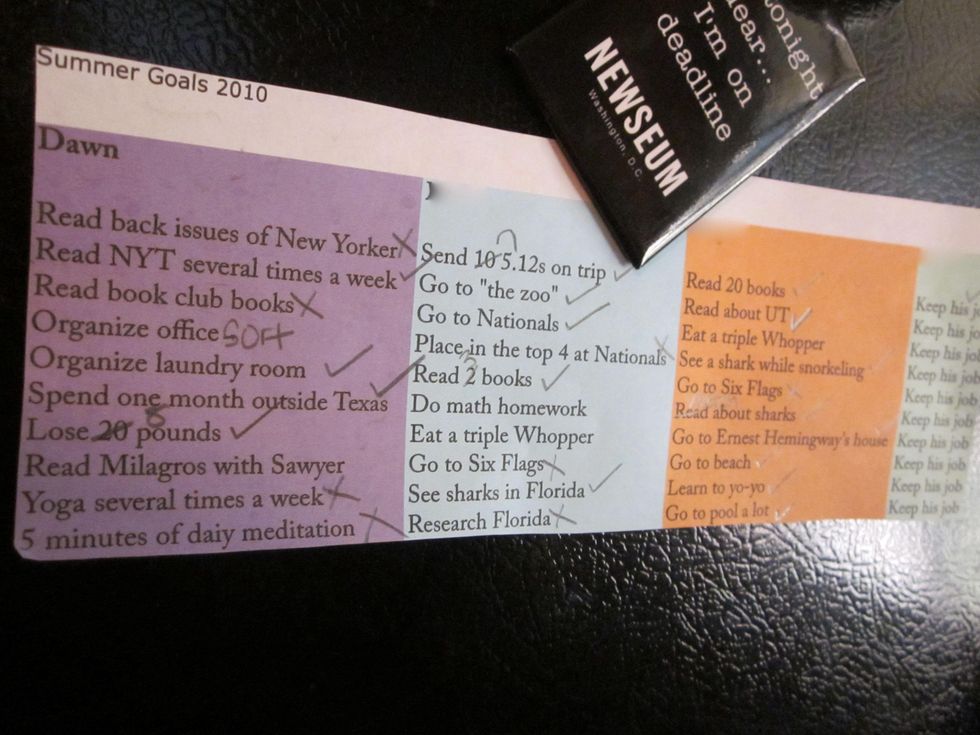 Summer Goals 2010
tonight
dear...
I'm on
deadline
NEWSEUM
Washington, D.C.
Dawn
Read back issues of New Yorker
Read NYT several times a week
Read book club books
Organize office SORT
Organize laundry room
Spend one month outside Texas
8
Lose 20 pounds
Read Milagros with Sawyer
Yoga several times a week
5 minutes of daiy meditation
Send 10 5.12s on trip
Go to "the zoo"
Go to Nationals
Place in the top 4 at Nationals
3
Read 2 books
Do math homework
Eat a triple Whopper
Go to Six Flags
See sharks in Florida
Research Florida
Read 20 books
Read about UT
Eat a triple Whopper
See a shark while snorkeling
Go to Six Flags
Read about sharks
Go to Ernest Hemingway's house
Go to beach
Learn to yo-yo
Go to pool a lot
Keep his j
Keep his j
Keep his j
Keep his job
Keep his job
Keep his job
Keep his job
Keep his job
Keep his job
Keep his job